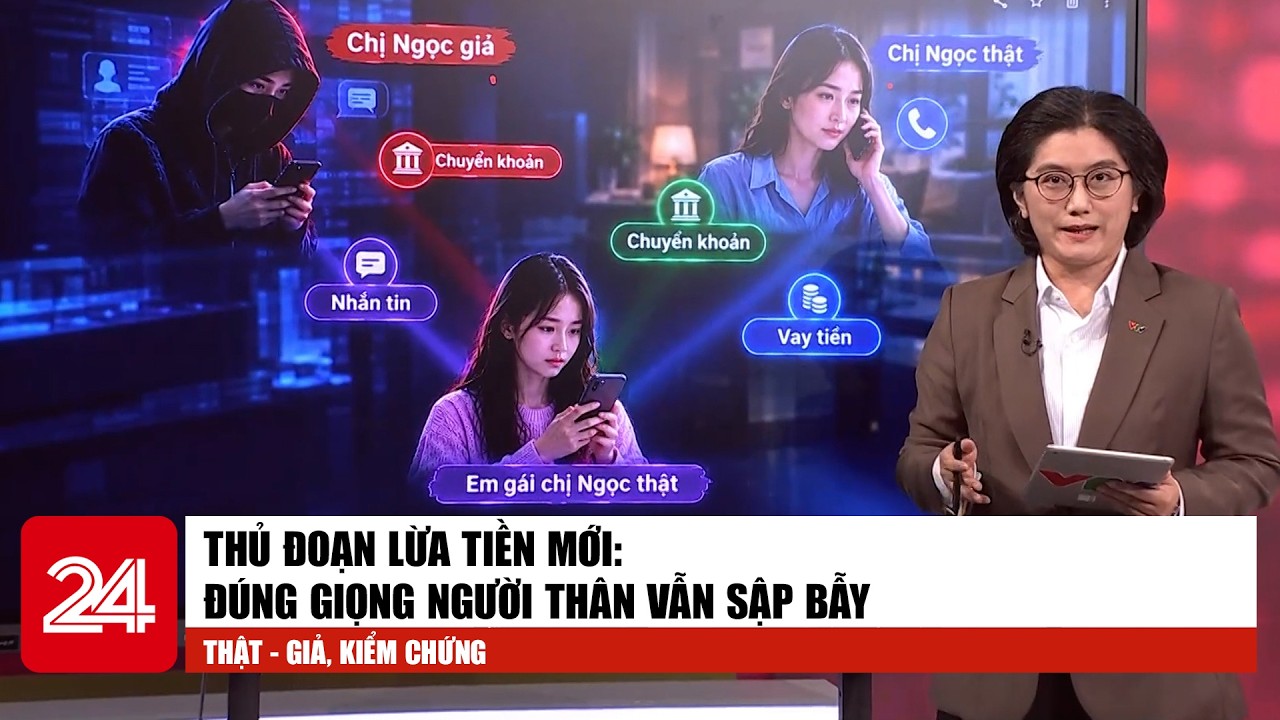 Chị Ngọc giả
Chị Ngọc thật
Chuyển khoản
Chuyển khoản
Nhắn tin
Vay tiền
Em gái chị Ngọc thật
24
THỦ ĐOẠN LỪA TIỀN MỚI:
ĐÚNG GIỌNG NGƯỜI THÂN VẪN SẬP BẪY
THẬT - GIẢ, KIỂM CHỨNG